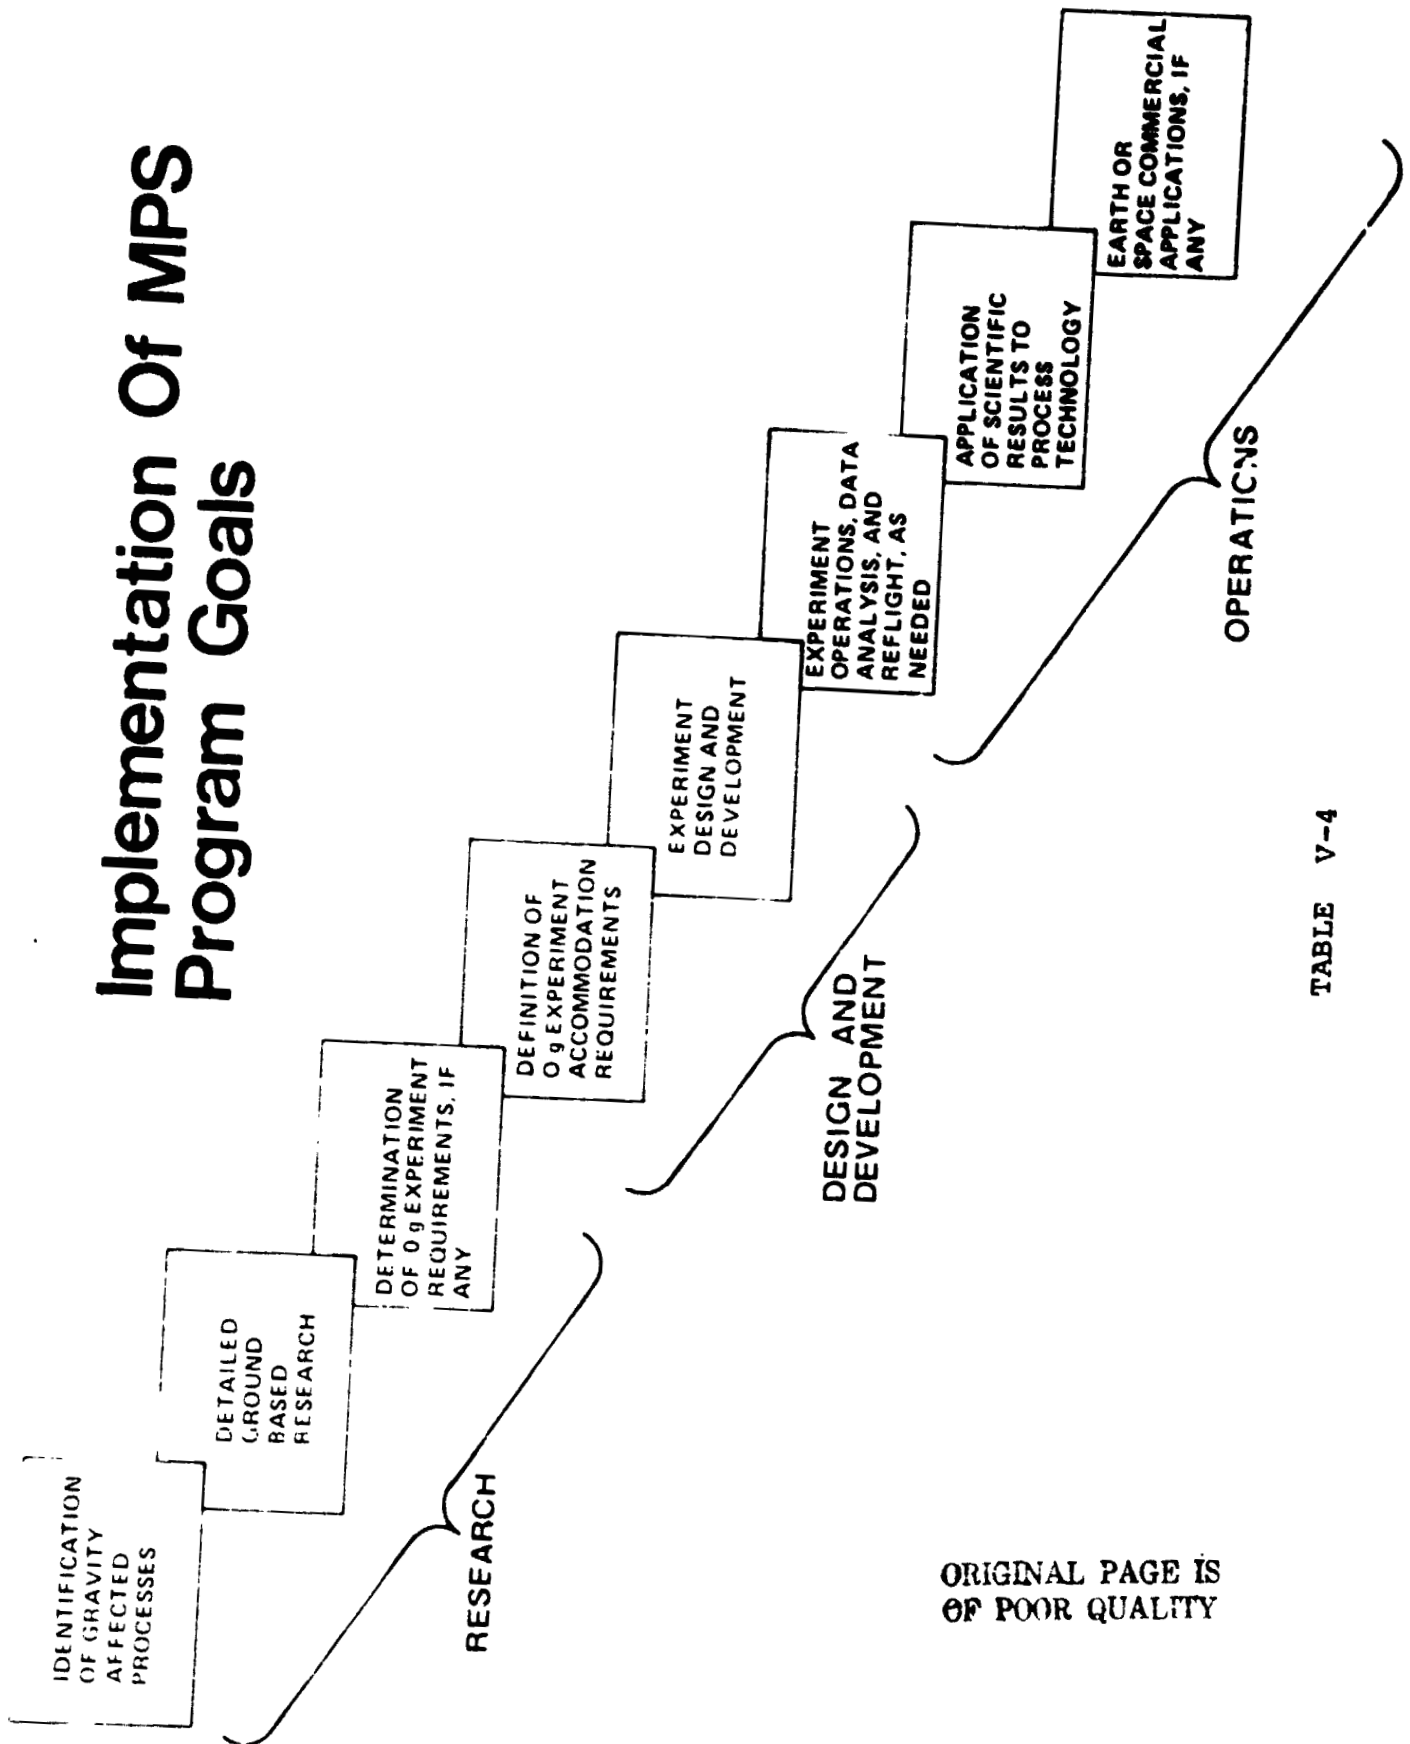 Implementation Of MPS
Program Goals
IDENTIFICATION
OF GRAVITY
AFFECTED
PROCESSES
DETAILED
GROUND
BASED
RESEARCH
DETERMINATION
OF 0 g EXPERIMENT
REQUIREMENTS, IF
ANY
DEFINITION OF
0 g EXPERIMENT
ACCOMMODATION
REQUIREMENTS
EXPERIMENT
DESIGN AND
DEVELOPMENT
EXPERIMENT
OPERATIONS, DATA
ANALYSIS, AND
REFLIGHT, AS
NEEDED
APPLICATION
OF SCIENTIFIC
RESULTS TO
PROCESS
TECHNOLOGY
EARTH OR
SPACE COMMERCIAL
APPLICATIONS, IF
ANY
RESEARCH
DESIGN AND
DEVELOPMENT
OPERATIONS
TABLE V-4
ORIGINAL PAGE IS
OF POOR QUALITY